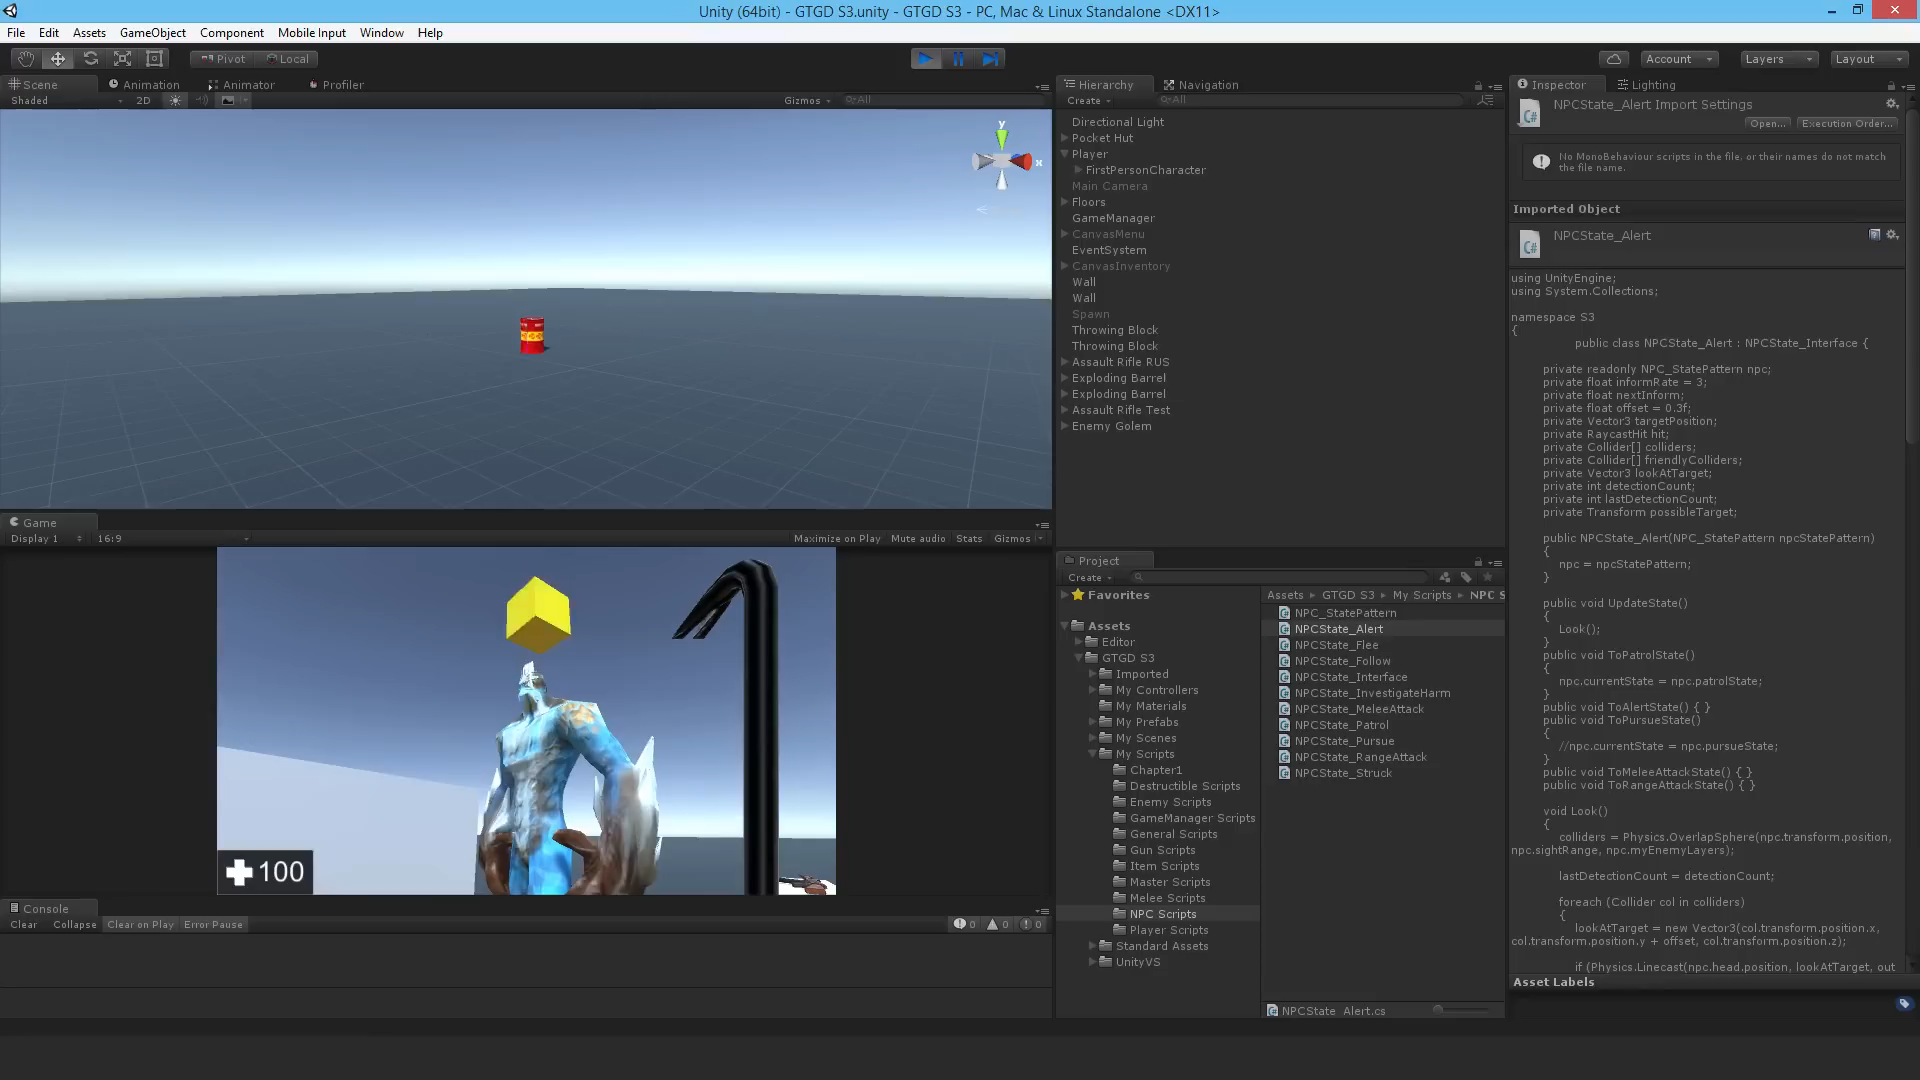 Unity (64bit) - GTGD S3.unity - GTGD S3 - PC, Mac & Linux Standalone <DX11>
File Edit Assets GameObject Component Mobile Input Window Help
Pivot Local
Account Layers Layout
Scene Animation Animator Profiler
Shaded 2D Gizmos All
y
x
Game
Display 1 16:9 Maximize on Play Mute audio Stats Gizmos
100
Console
Clear Collapse Clear on Play Error Pause 0 0 0
Hierarchy Navigation
Create All
Directional Light
Pocket Hut
Player
FirstPersonCharacter
Main Camera
Floors
GameManager
CanvasMenu
EventSystem
CanvasInventory
Wall
Wall
Spawn
Throwing Block
Throwing Block
Assault Rifle RUS
Exploding Barrel
Exploding Barrel
Assault Rifle Test
Enemy Golem
Project
Create
Favorites
Assets
Editor
GTGD S3
Imported
My Controllers
My Materials
My Prefabs
My Scenes
My Scripts
Chapter1
Destructible Scripts
Enemy Scripts
GameManager Scripts
General Scripts
Gun Scripts
Item Scripts
Master Scripts
Melee Scripts
NPC Scripts
Player Scripts
Standard Assets
UnityVS
Assets GTGD S3 My Scripts NPC S
NPC_StatePattern
NPCState_Alert
NPCState_Flee
NPCState_Follow
NPCState_Interface
NPCState_InvestigateHarm
NPCState_MeleeAttack
NPCState_Patrol
NPCState_Pursue
NPCState_RangeAttack
NPCState_Struck
NPCState_Alert.cs
Inspector Lighting
NPCState_Alert Import Settings
Open... Execution Order...
No MonoBehaviour scripts in the file, or their names do not match
the file name.
Imported Object
NPCState_Alert
using UnityEngine;
using System.Collections;
namespace S3
{
public class NPCState_Alert : NPCState_Interface {
private readonly NPC_StatePattern npc;
private float informRate = 3;
private float nextInform;
private float offset = 0.3f;
private Vector3 targetPosition;
private RaycastHit hit;
private Collider[] colliders;
private Collider[] friendlyColliders;
private Vector3 lookAtTarget;
private int detectionCount;
private int lastDetectionCount;
private Transform possibleTarget;
public NPCState_Alert(NPC_StatePattern npcStatePattern)
{
npc = npcStatePattern;
}
public void UpdateState()
{
Look();
}
public void ToPatrolState()
{
npc.currentState = npc.patrolState;
}
public void ToAlertState() { }
public void ToPursueState()
{
//npc.currentState = npc.pursueState;
}
public void ToMeleeAttackState() { }
public void ToRangeAttackState() { }
void Look()
{
colliders = Physics.OverlapSphere(npc.transform.position,
npc.sightRange, npc.myEnemyLayers);
lastDetectionCount = detectionCount;
foreach (Collider col in colliders)
{
lookAtTarget = new Vector3(col.transform.position.x,
col.transform.position.y + offset, col.transform.position.z);
if (Physics.Linecast(npc.head.position, lookAtTarget, out
Asset Labels